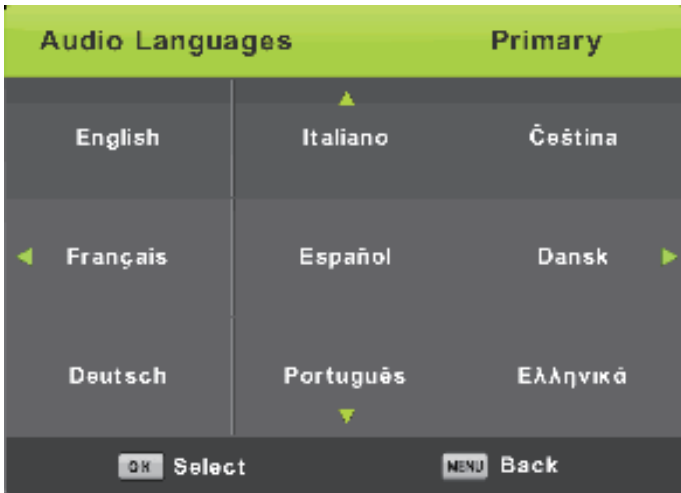 Audio Languages Primary
English Italiano Čeština
Français Español Dansk
Deutsch Português Ελληνικά
OK Select MENU Back